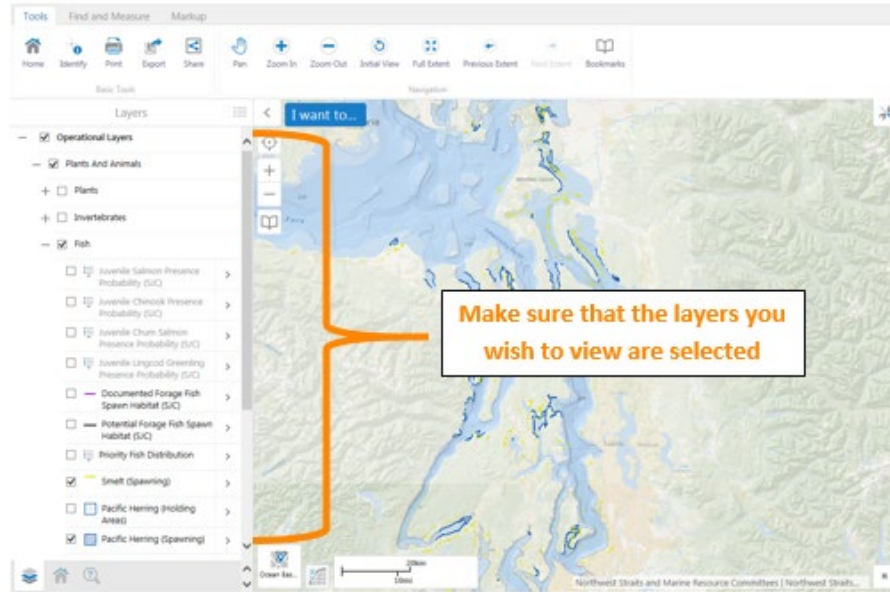 Tools Find and Measure Markup
Home Identify Print Export Share Pan Zoom In Zoom Out Initial View Full Extent Previous Extent Next Extent Bookmarks
Basic Tools Navigation
Layers
I want to...
Operational Layers
Plants And Animals
Plants
Invertebrates
Fish
Juvenile Salmon Presence
Probability (SJC)
Juvenile Chinook Presence
Probability (SJC)
Juvenile Chum Salmon
Presence Probability (SJC)
Juvenile Lingcod Greenling
Presence Probability (SJC)
Documented Forage Fish
Spawn Habitat (SJC)
Potential Forage Fish Spawn
Habitat (SJC)
Priority Fish Distribution
Smelt (Spawning)
Pacific Herring (Holding
Areas)
Pacific Herring (Spawning)
Make sure that the layers you
wish to view are selected
Ocean Bas...
20km
10mi
Northwest Straits and Marine Resource Committees | Northwest Straits...